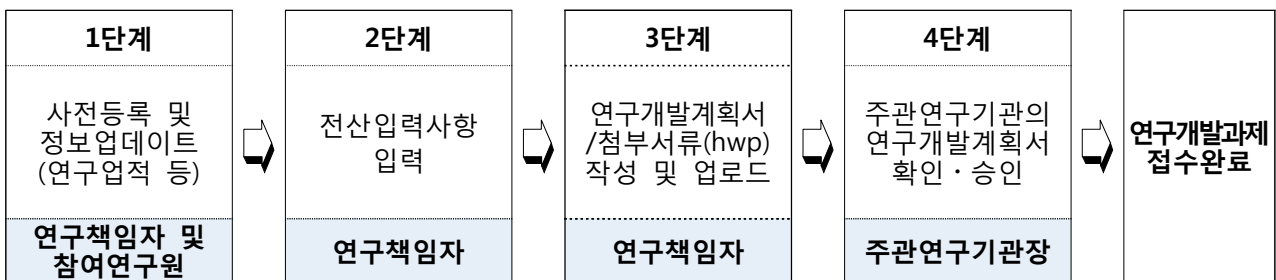 1단계
사전등록 및
정보업데이트
(연구업적 등)
연구책임자 및
참여연구원
2단계
전산입력사항
입력
연구책임자
3단계
연구개발계획서
/첨부서류(hwp)
작성 및 업로드
연구책임자
4단계
주관연구기관의
연구개발계획서
확인・승인
주관연구기관장
연구개발과제
접수완료